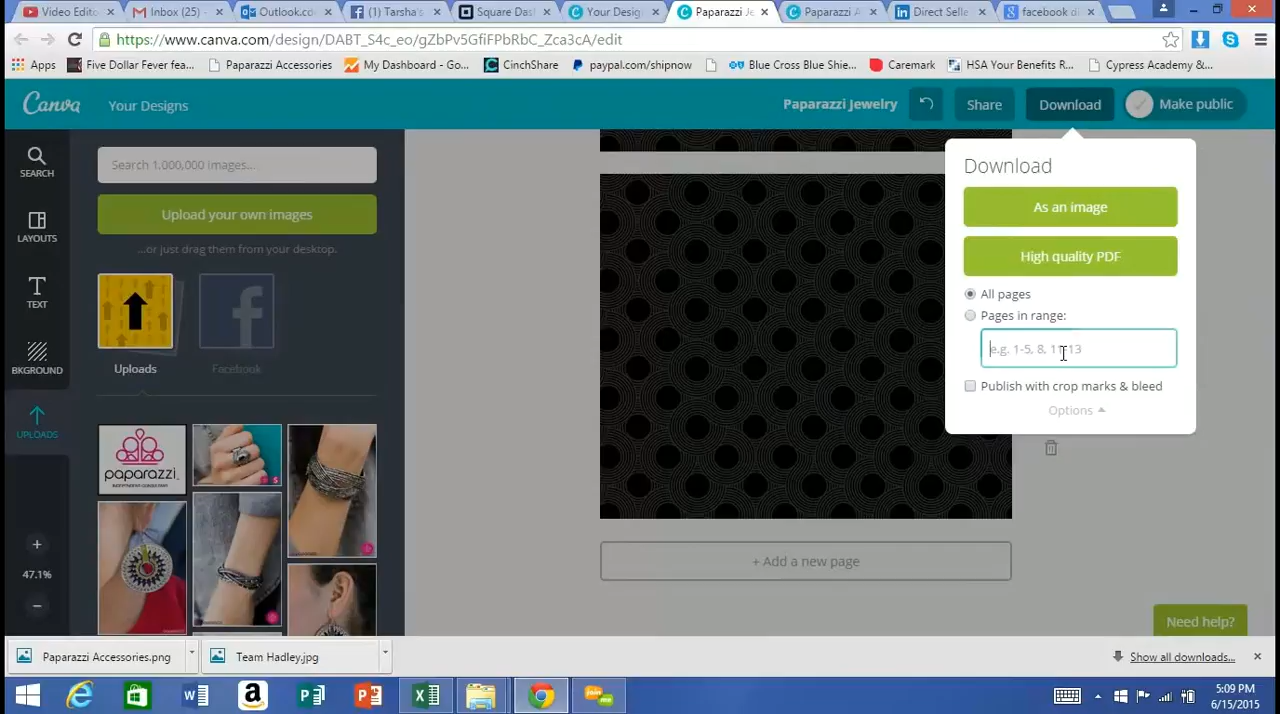 Video Edito
Inbox (25) -
Outlook.co
(1) Tarsha's
Square Das
Your Desig
Paparazzi Je
Paparazzi A
Direct Selle
facebook di
https://www.canva.com/design/DABT_S4c_eo/gZbPv5GfiFPbRbC_Zca3cA/edit
Apps
Five Dollar Fever fea...
Paparazzi Accessories
My Dashboard - Go...
CinchShare
paypal.com/shipnow
Blue Cross Blue Shie...
Caremark
HSA Your Benefits R...
Cypress Academy &...
Canva
Your Designs
Paparazzi Jewelry
Share
Download
Make public
SEARCH
LAYOUTS
TEXT
BKGROUND
UPLOADS
47.1%
Search 1,000,000 images...
Upload your own images
...or just drag them from your desktop.
Uploads
Facebook
paparazzi
INDEPENDENT CONSULTANT
+ Add a new page
Download
As an image
High quality PDF
All pages
Pages in range:
e.g. 1-5, 8, 11-13
Publish with crop marks & bleed
Options
Need help?
Paparazzi Accessories.png
Team Hadley.jpg
Show all downloads...
5:09 PM
6/15/2015